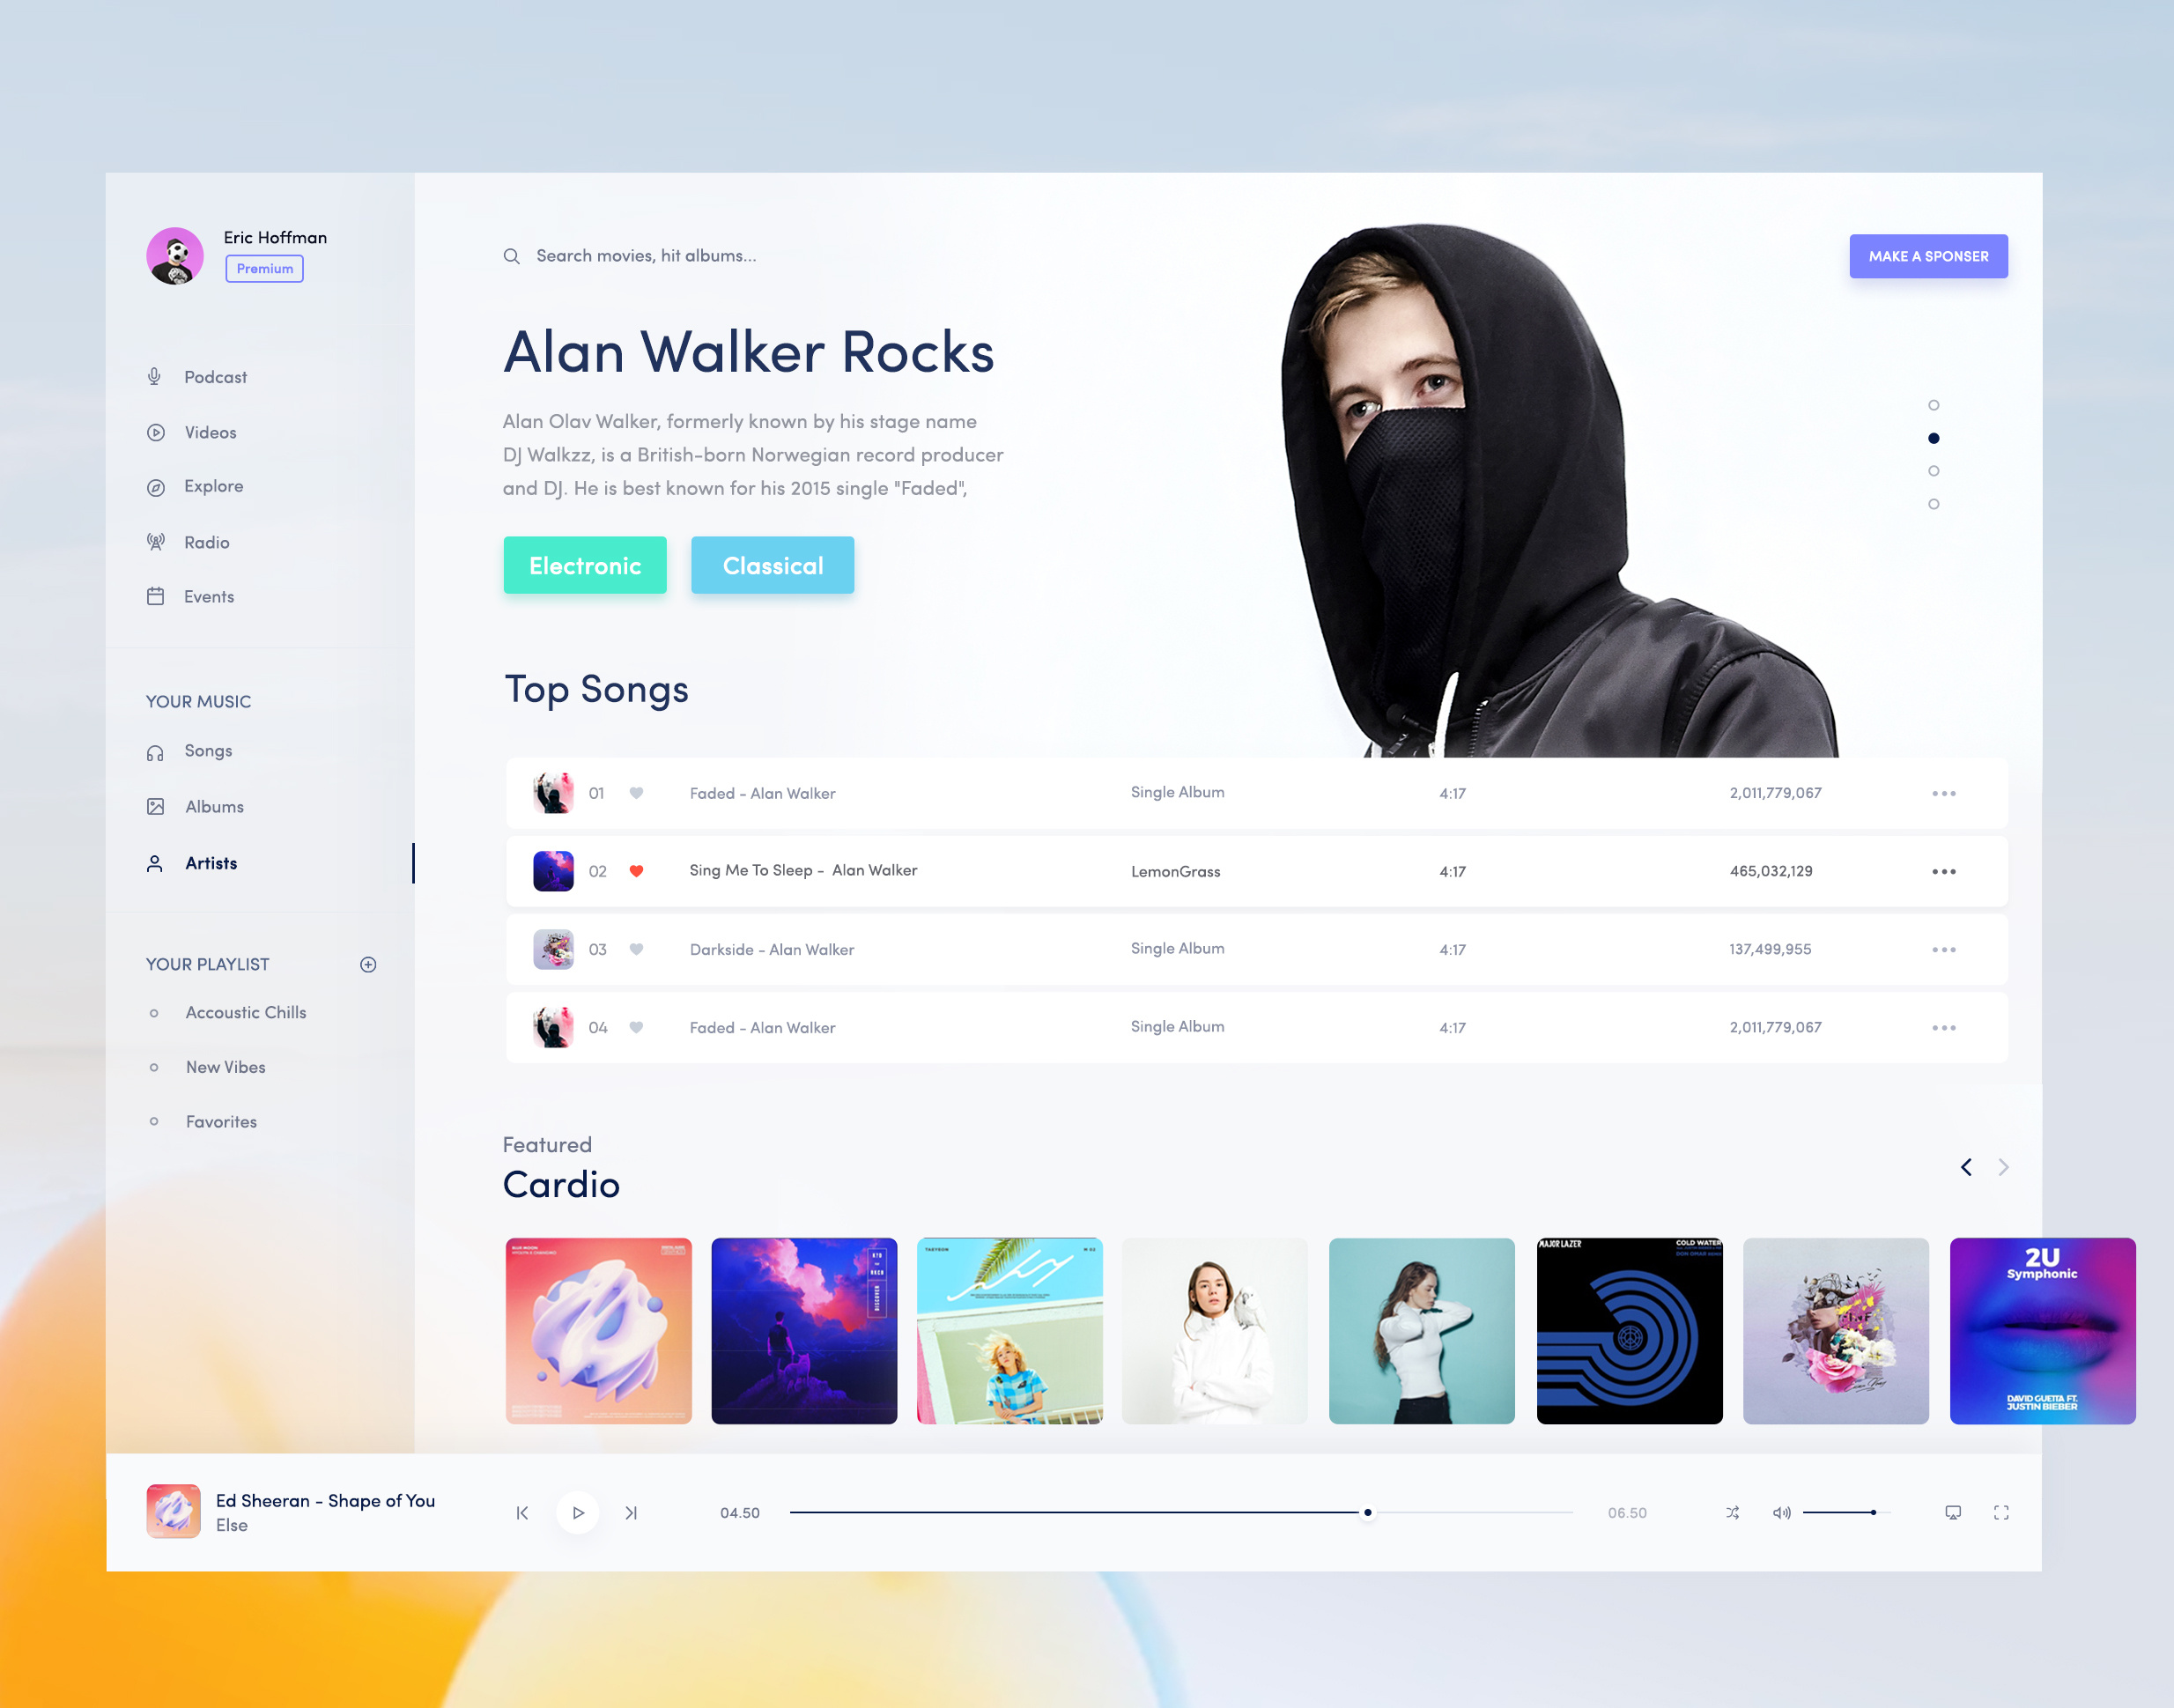 Eric Hoffman
Premium
Podcast
Videos
Explore
Radio
Events
YOUR MUSIC
Songs
Albums
Artists
YOUR PLAYLIST
Accoustic Chills
New Vibes
Favorites
Search movies, hit albums...
MAKE A SPONSER
Alan Walker Rocks
Alan Olav Walker, formerly known by his stage name
DJ Walkzz, is a British-born Norwegian record producer
and DJ. He is best known for his 2015 single "Faded",
Electronic
Classical
Top Songs
01 Faded - Alan Walker Single Album 4:17 2,011,779,067
02 Sing Me To Sleep - Alan Walker LemonGrass 4:17 465,032,129
03 Darkside - Alan Walker Single Album 4:17 137,499,955
04 Faded - Alan Walker Single Album 4:17 2,011,779,067
Featured
Cardio
BLUE MOON
DISCOVER
TAEYEON
MAJOR LAZER
COLD WATER
2U
Symphonic
DAVID GUETTA FT.
JUSTIN BIEBER
Ed Sheeran - Shape of You
Else
04.50
06.50